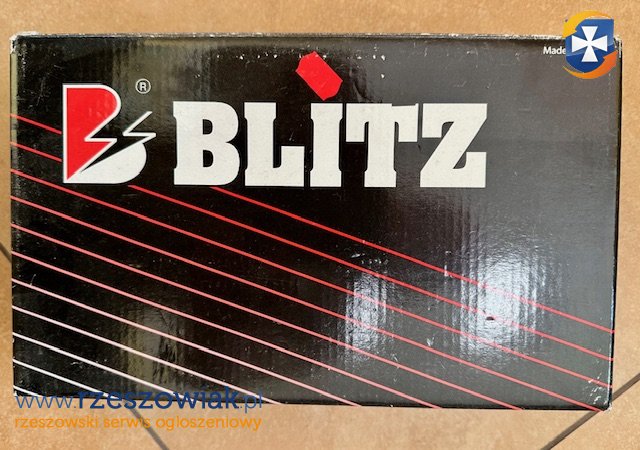 Made
®
BLiTZ
www.rzeszowiak.pl
rzeszowski serwis ogłoszeniowy